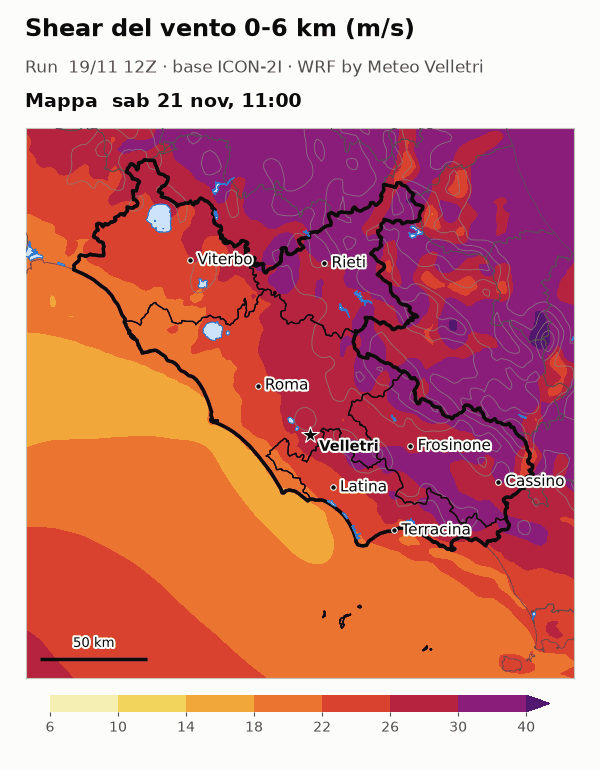 Shear del vento 0-6 km (m/s)
Run  19/11 12Z · base ICON-2I · WRF by Meteo Velletri
Mappa  sab 21 nov, 11:00
Viterbo
Rieti
Roma
Velletri
Frosinone
Cassino
Latina
Terracina
50 km
6 10 14 18 22 26 30 40